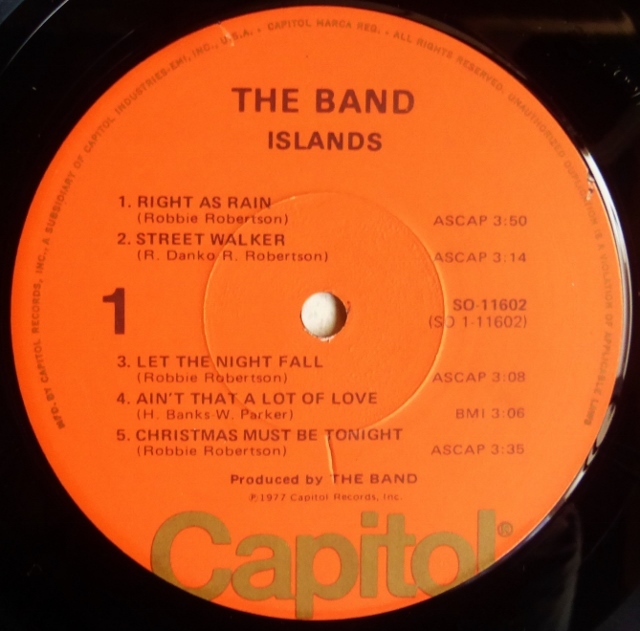 MFG. BY CAPITOL RECORDS, INC., A SUBSIDIARY OF CAPITOL INDUSTRIES-EMI, INC., U.S.A. • CAPITOL MARCA REG. • ALL RIGHTS RESERVED. UNAUTHORIZED DUPLICATION IS A VIOLATION OF APPLICABLE LAWS
THE BAND
ISLANDS
1. RIGHT AS RAIN
(Robbie Robertson) ASCAP 3:50
2. STREET WALKER
(R. Danko R. Robertson) ASCAP 3:14
1
SO-11602
(SO 1-11602)
3. LET THE NIGHT FALL
(Robbie Robertson) ASCAP 3:08
4. AIN'T THAT A LOT OF LOVE
(H. Banks-W. Parker) BMI 3:06
5. CHRISTMAS MUST BE TONIGHT
(Robbie Robertson) ASCAP 3:35
Produced by THE BAND
℗1977 Capitol Records, Inc.
Capitol®